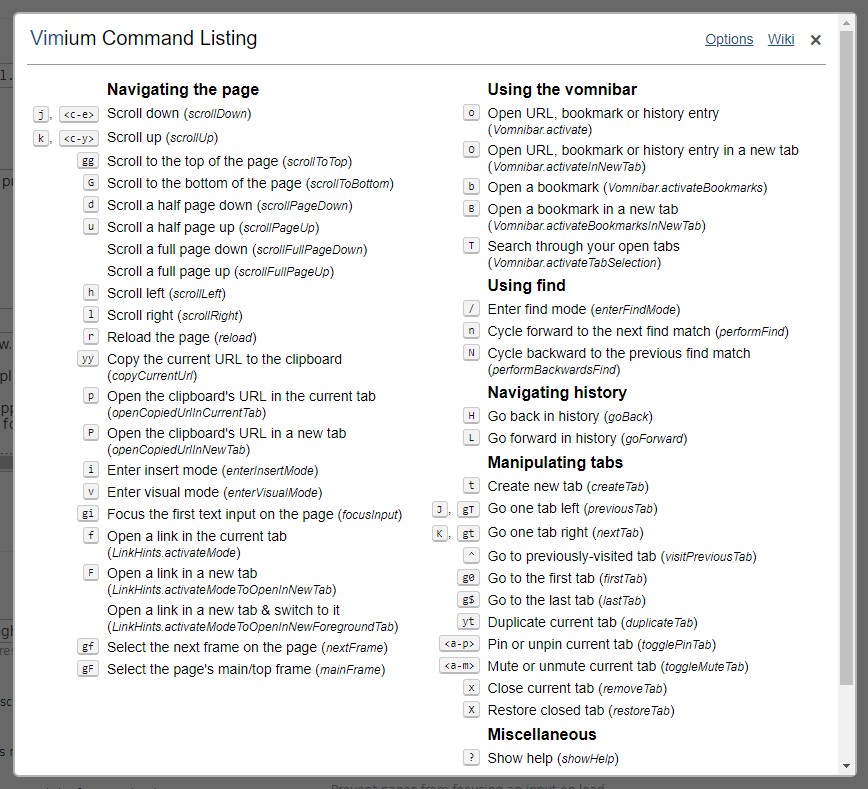 Vimium Command Listing
Options Wiki ×
Navigating the page
j, <c-e> Scroll down (scrollDown)
k, <c-y> Scroll up (scrollUp)
gg Scroll to the top of the page (scrollToTop)
G Scroll to the bottom of the page (scrollToBottom)
d Scroll a half page down (scrollPageDown)
u Scroll a half page up (scrollPageUp)
Scroll a full page down (scrollFullPageDown)
Scroll a full page up (scrollFullPageUp)
h Scroll left (scrollLeft)
l Scroll right (scrollRight)
r Reload the page (reload)
yy Copy the current URL to the clipboard
(copyCurrentUrl)
p Open the clipboard's URL in the current tab
(openCopiedUrlInCurrentTab)
P Open the clipboard's URL in a new tab
(openCopiedUrlInNewTab)
i Enter insert mode (enterInsertMode)
v Enter visual mode (enterVisualMode)
gi Focus the first text input on the page (focusInput)
f Open a link in the current tab
(LinkHints.activateMode)
F Open a link in a new tab
(LinkHints.activateModeToOpenInNewTab)
Open a link in a new tab & switch to it
(LinkHints.activateModeToOpenInNewForegroundTab)
gf Select the next frame on the page (nextFrame)
gF Select the page's main/top frame (mainFrame)
Using the vomnibar
o Open URL, bookmark or history entry
(Vomnibar.activate)
O Open URL, bookmark or history entry in a new tab
(Vomnibar.activateInNewTab)
b Open a bookmark (Vomnibar.activateBookmarks)
B Open a bookmark in a new tab
(Vomnibar.activateBookmarksInNewTab)
T Search through your open tabs
(Vomnibar.activateTabSelection)
Using find
/ Enter find mode (enterFindMode)
n Cycle forward to the next find match (performFind)
N Cycle backward to the previous find match
(performBackwardsFind)
Navigating history
H Go back in history (goBack)
L Go forward in history (goForward)
Manipulating tabs
t Create new tab (createTab)
J, gT Go one tab left (previousTab)
K, gt Go one tab right (nextTab)
^ Go to previously-visited tab (visitPreviousTab)
g0 Go to the first tab (firstTab)
g$ Go to the last tab (lastTab)
yt Duplicate current tab (duplicateTab)
<a-p> Pin or unpin current tab (togglePinTab)
<a-m> Mute or unmute current tab (toggleMuteTab)
x Close current tab (removeTab)
X Restore closed tab (restoreTab)
Miscellaneous
? Show help (showHelp)